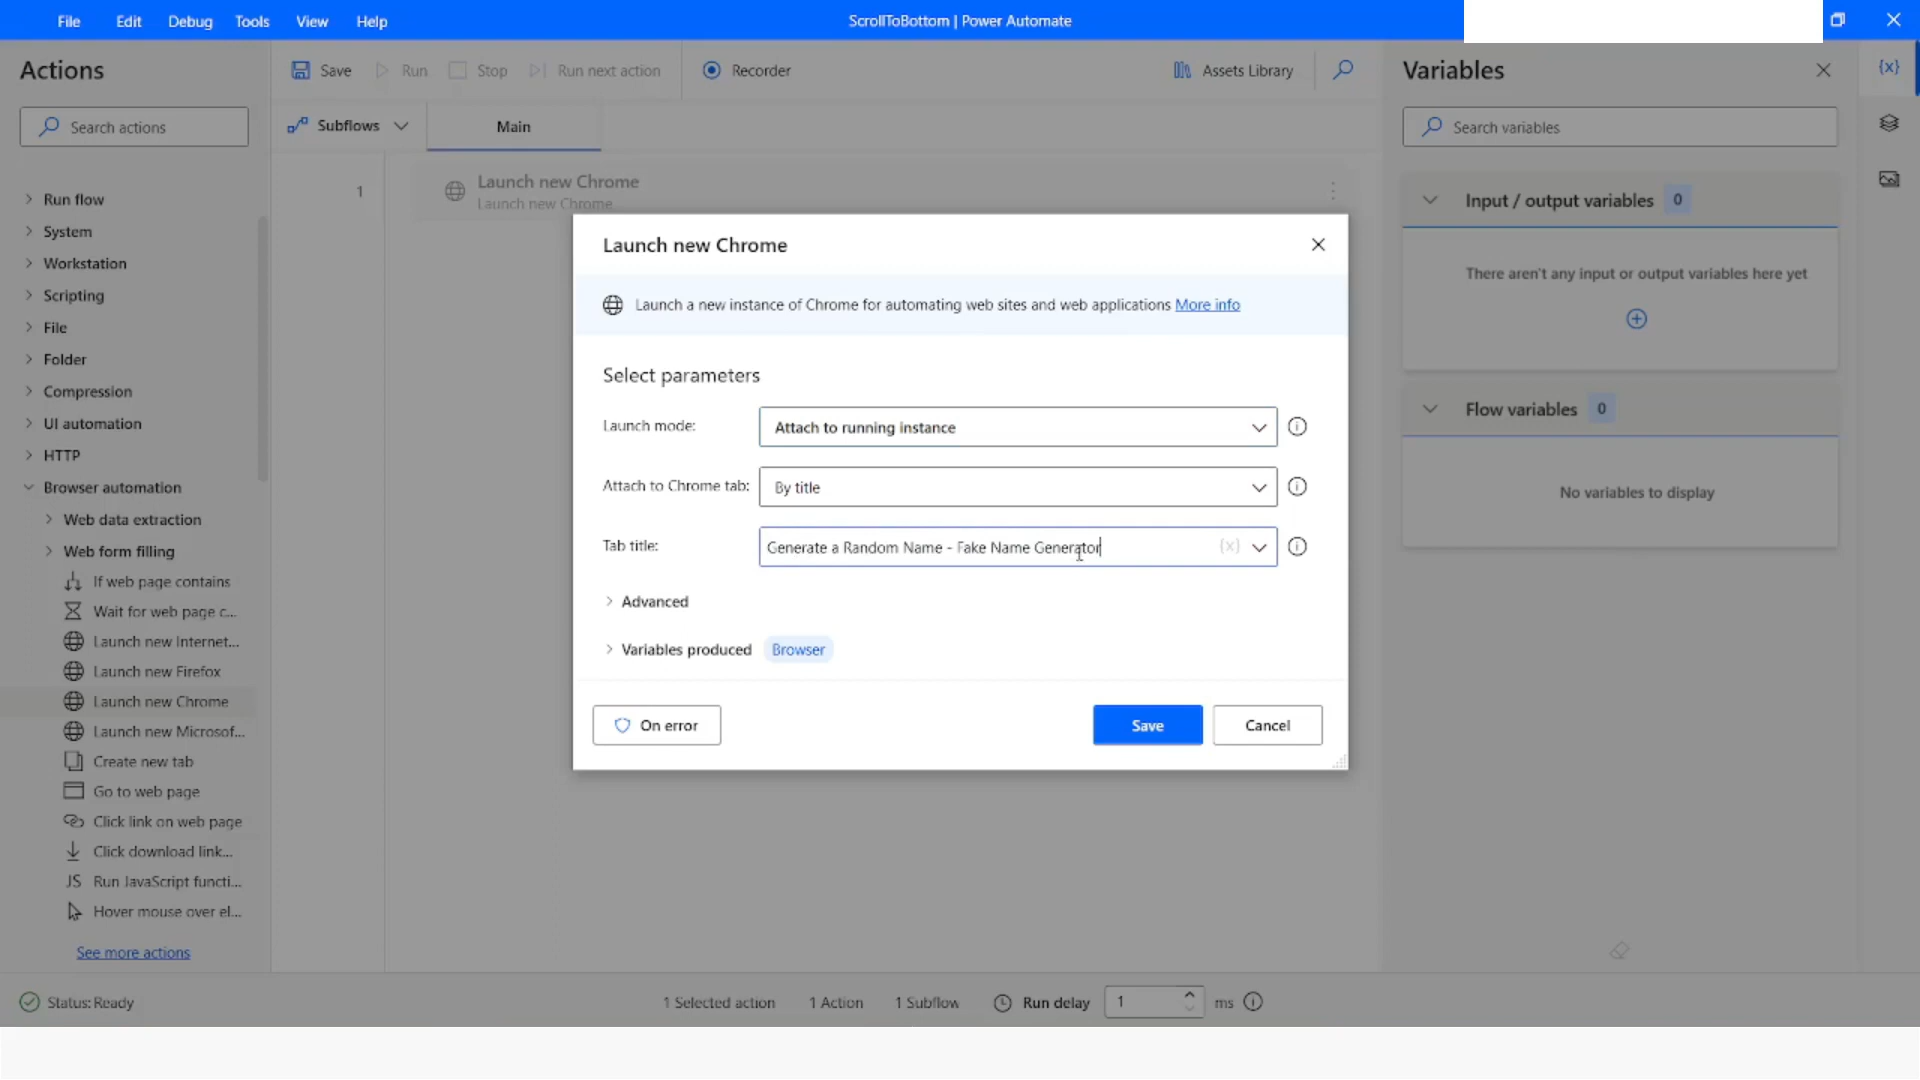 File Edit Debug Tools View Help
ScrollToBottom | Power Automate
Actions
Search actions
Run flow
System
Workstation
Scripting
File
Folder
Compression
UI automation
HTTP
Browser automation
Web data extraction
Web form filling
If web page contains
Wait for web page c...
Launch new Internet...
Launch new Firefox
Launch new Chrome
Launch new Microsof...
Create new tab
Go to web page
Click link on web page
Click download link...
JS Run JavaScript functi...
Hover mouse over el...
See more actions
Save Run Stop Run next action Recorder Assets Library
Subflows Main
1 Launch new Chrome
Launch new Chrome...
Launch new Chrome
Launch a new instance of Chrome for automating web sites and web applications More info
Select parameters
Launch mode: Attach to running instance
Attach to Chrome tab: By title
Tab title: Generate a Random Name - Fake Name Generator {x}
Advanced
Variables produced Browser
On error Save Cancel
Variables {x}
Search variables
Input / output variables 0
There aren't any input or output variables here yet
Flow variables 0
No variables to display
Status: Ready 1 Selected action 1 Action 1 Subflow Run delay 1 ms